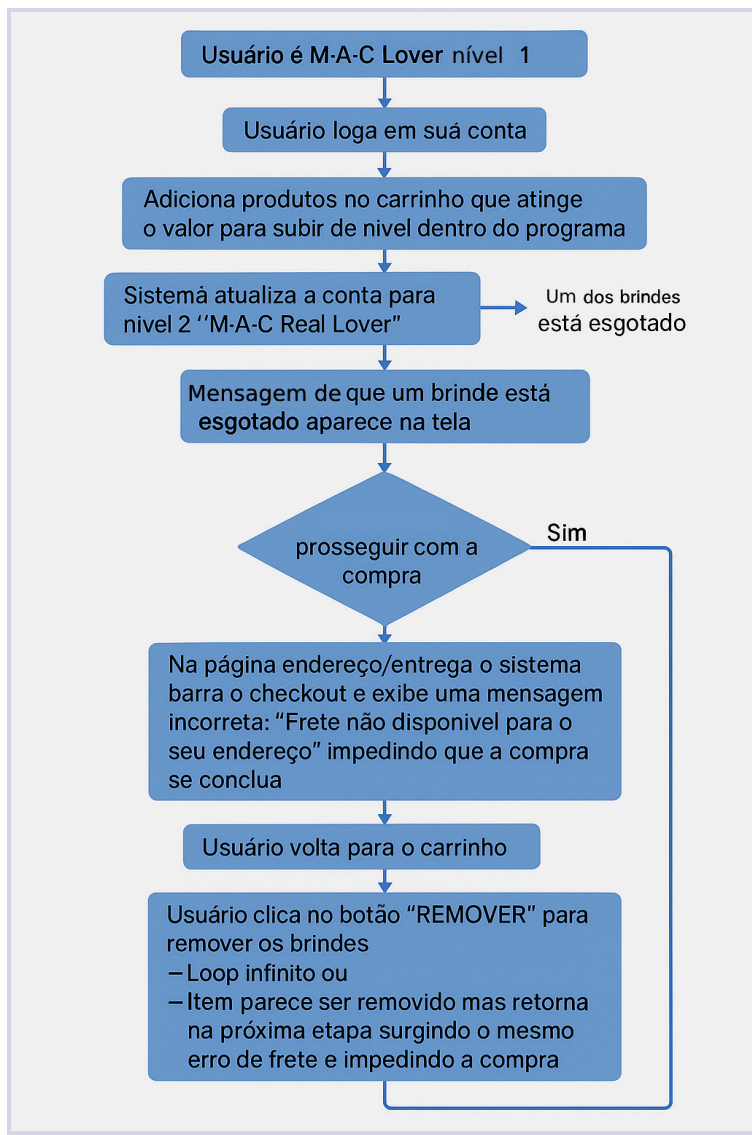 Usuário é M-A-C Lover nível 1
Usuário loga em suá conta
Adiciona produtos no carrinho que atinge
o valor para subir de nivel dentro do programa
Sistemá atualiza a conta para
nivel 2 ‘‘M-A-C Real Lover”
Um dos brindes
está esgotado
Mensagem de que um brinde está
esgotado aparece na tela
prosseguir com a
compra
Sim
Na página endereço/entrega o sistema
barra o checkout e exibe uma mensagem
incorreta: “Frete não disponivel para o
seu endereço” impedindo que a compra
se conclua
Usuário volta para o carrinho
Usuário clica no botão “REMOVER” para
remover os brindes
– Loop infinito ou
– Item parece ser removido mas retorna
na próxima etapa surgindo o mesmo
erro de frete e impedindo a compra